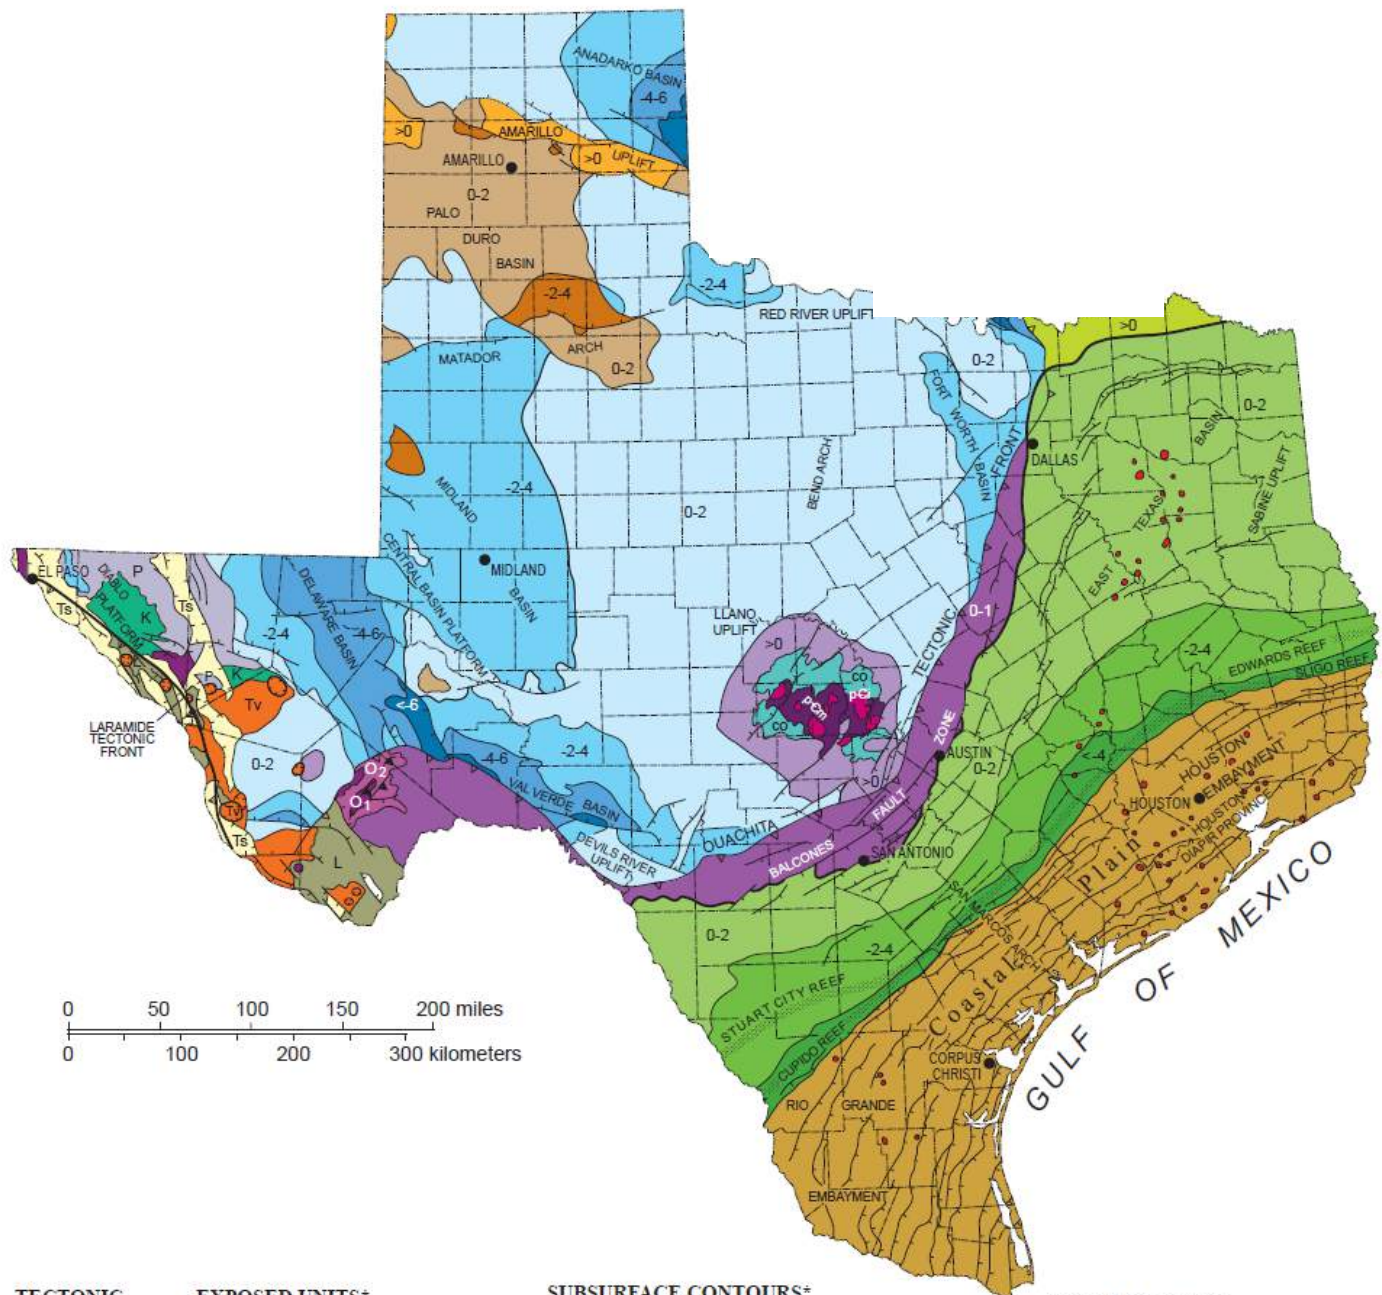 ANADARKO BASIN
-4-6
>0
AMARILLO
>0 UPLIFT
AMARILLO
0-2
PALO
DURO
BASIN
-2-4
-2-4
RED RIVER UPLIFT
>0
MATADOR
ARCH
0-2
0-2
FORT WORTH BASIN
0-2
BASIN
DALLAS
FRONT
BEND ARCH
MIDLAND
-2-4
0-2
TEXAS
SABINE UPLIFT
EAST
CENTRAL BASIN PLATFORM
MIDLAND
BASIN
EL PASO
DIABLO
PLATFORM
P
K
Ts
Ts
DELAWARE BASIN
-4-6
-2-4
LLANO
UPLIFT
>0
TECTONIC
0-1
-2-4
EDWARDS REEF
SLIGO REEF
P
K
Tv
<-6
co
p€i
p€m
co
LARAMIDE
TECTONIC
FRONT
0-2
O2
O1
-4-6
-2-4
VAL VERDE BASIN
ZONE
AUSTIN
0-2
>0
<-4
HOUSTON
EMBAYMENT
HOUSTON
HOUSTON
DIAPIR PROVINCE
Tv
Ts
L
DEVILS RIVER
UPLIFT
OUACHITA
BALCONES
FAULT
SAN ANTONIO
Plain
SAN MARCOS ARCH
0-2
-2-4
STUART CITY REEF
CUPIDO REEF
Coastal
CORPUS
CHRISTI
GULF OF MEXICO
RIO GRANDE
EMBAYMENT
0 50 100 150 200 miles
0 100 200 300 kilometers
TECTONIC EXPOSED UNITS* SUBSURFACE CONTOURS*